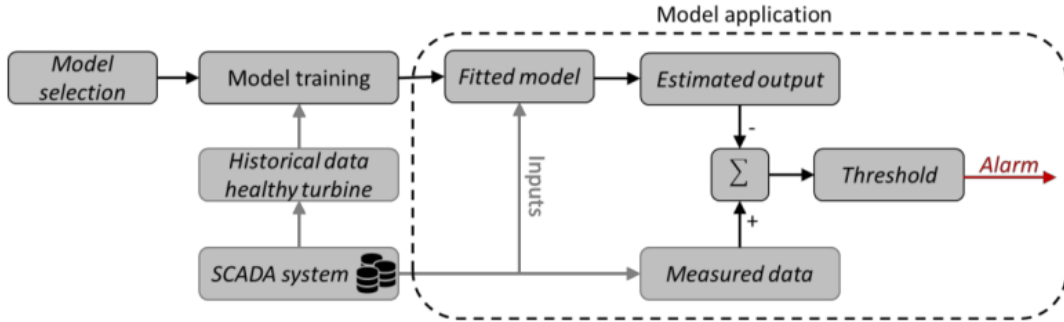 Model application
Model
selection
Model training
Fitted model
Estimated output
-
Historical data
healthy turbine
Inputs
Σ
Threshold
Alarm
+
SCADA system
Measured data